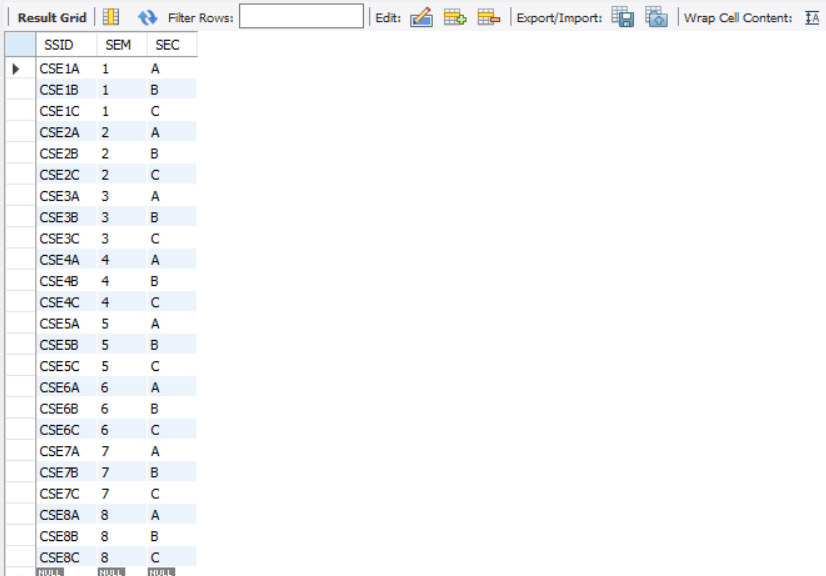 Result Grid Filter Rows: Edit: Export/Import: Wrap Cell Content: IA
SSID SEM SEC
CSE1A 1 A
CSE1B 1 B
CSE1C 1 C
CSE2A 2 A
CSE2B 2 B
CSE2C 2 C
CSE3A 3 A
CSE3B 3 B
CSE3C 3 C
CSE4A 4 A
CSE4B 4 B
CSE4C 4 C
CSE5A 5 A
CSE5B 5 B
CSE5C 5 C
CSE6A 6 A
CSE6B 6 B
CSE6C 6 C
CSE7A 7 A
CSE7B 7 B
CSE7C 7 C
CSE8A 8 A
CSE8B 8 B
CSE8C 8 C
NULL NULL NULL